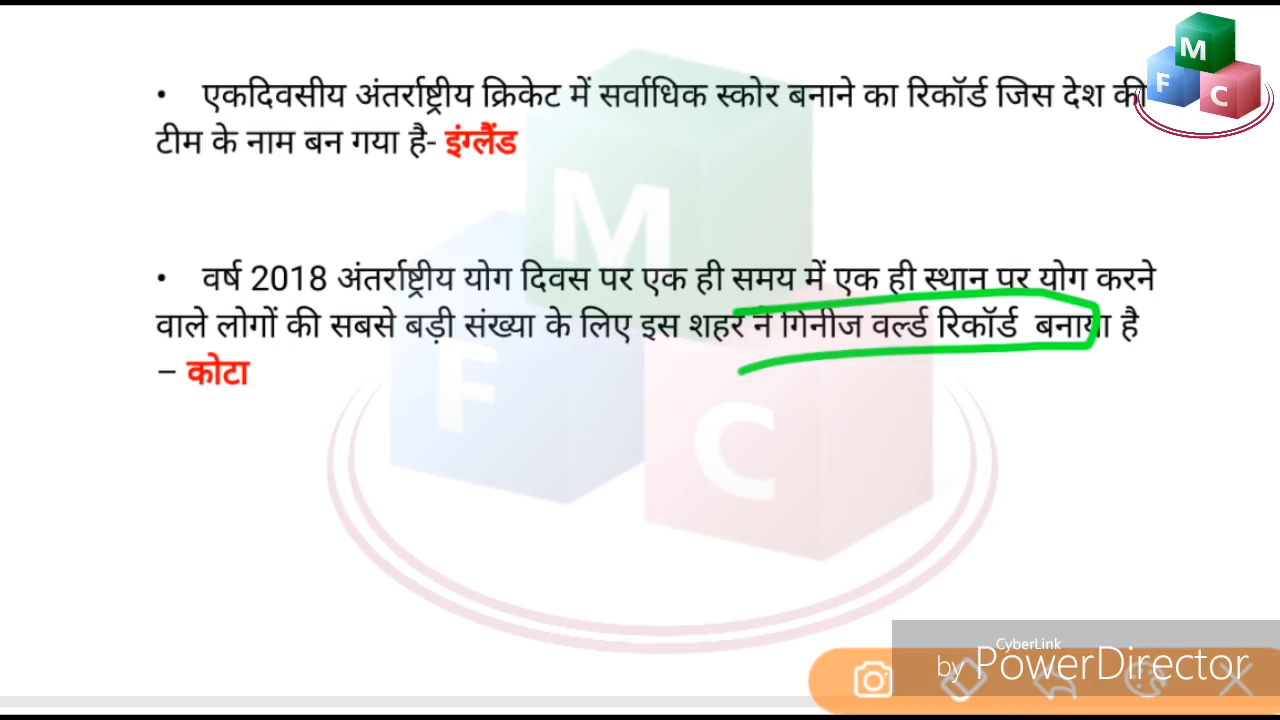 • एकदिवसीय अंतर्राष्ट्रीय क्रिकेट में सर्वाधिक स्कोर बनाने का रिकॉर्ड जिस देश की
टीम के नाम बन गया है- इंग्लैंड
• वर्ष 2018 अंतर्राष्ट्रीय योग दिवस पर एक ही समय में एक ही स्थान पर योग करने
वाले लोगों की सबसे बड़ी संख्या के लिए इस शहर ने गिनीज वर्ल्ड रिकॉर्ड बनाया है
– कोटा
M
F
C
M
F
C
CyberLink
by PowerDirector